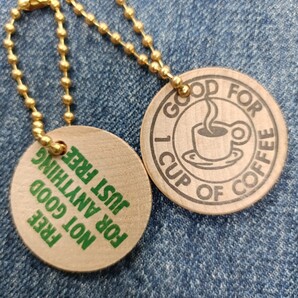 FREE
NOT GOOD
FOR ANYTHING
JUST FREE
GOOD FOR
1 CUP OF COFFEE